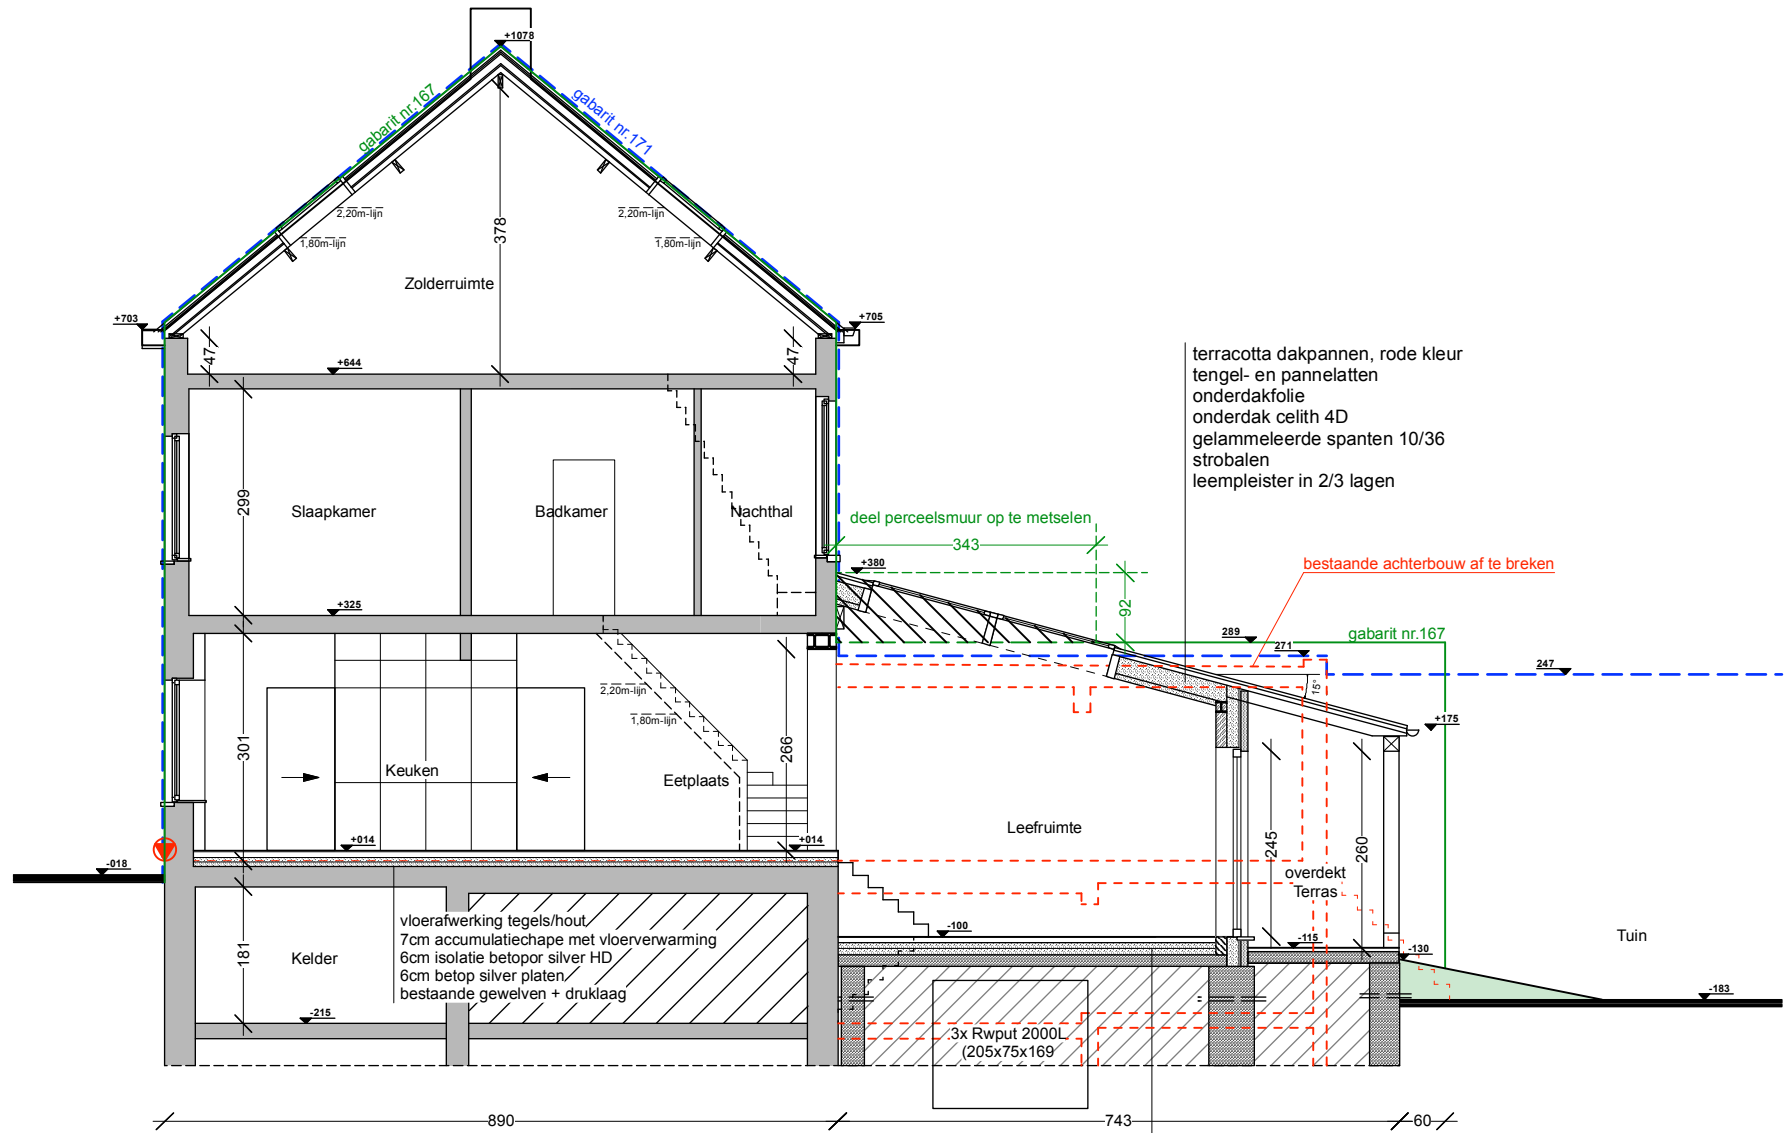 +1078
gabarit nr.167
gabarit nr.171
2,20m-lijn
2,20m-lijn
1,80m-lijn
1,80m-lijn
378
Zolderruimte
+703
+705
47
47
+644
terracotta dakpannen, rode kleur
tengel- en pannelatten
onderdakfolie
onderdak celith 4D
gelammeleerde spanten 10/36
strobalen
leempleister in 2/3 lagen
299
Slaapkamer
Badkamer
Nachthal
deel perceelsmuur op te metselen
343
+380
bestaande achterbouw af te breken
92
+325
289
gabarit nr.167
271
247
15°
2,20m-lijn
1,80m-lijn
+175
301
266
Keuken
Eetplaats
Leefruimte
245
260
+014
+014
-018
overdekt
Terras
vloerafwerking tegels/hout
7cm accumulatiechape met vloerverwarming
6cm isolatie betopor silver HD
6cm betop silver platen
bestaande gewelven + druklaag
181
Kelder
-100
-115
-130
Tuin
-183
-215
3x Rwput 2000L
(205x75x169
890
743
60